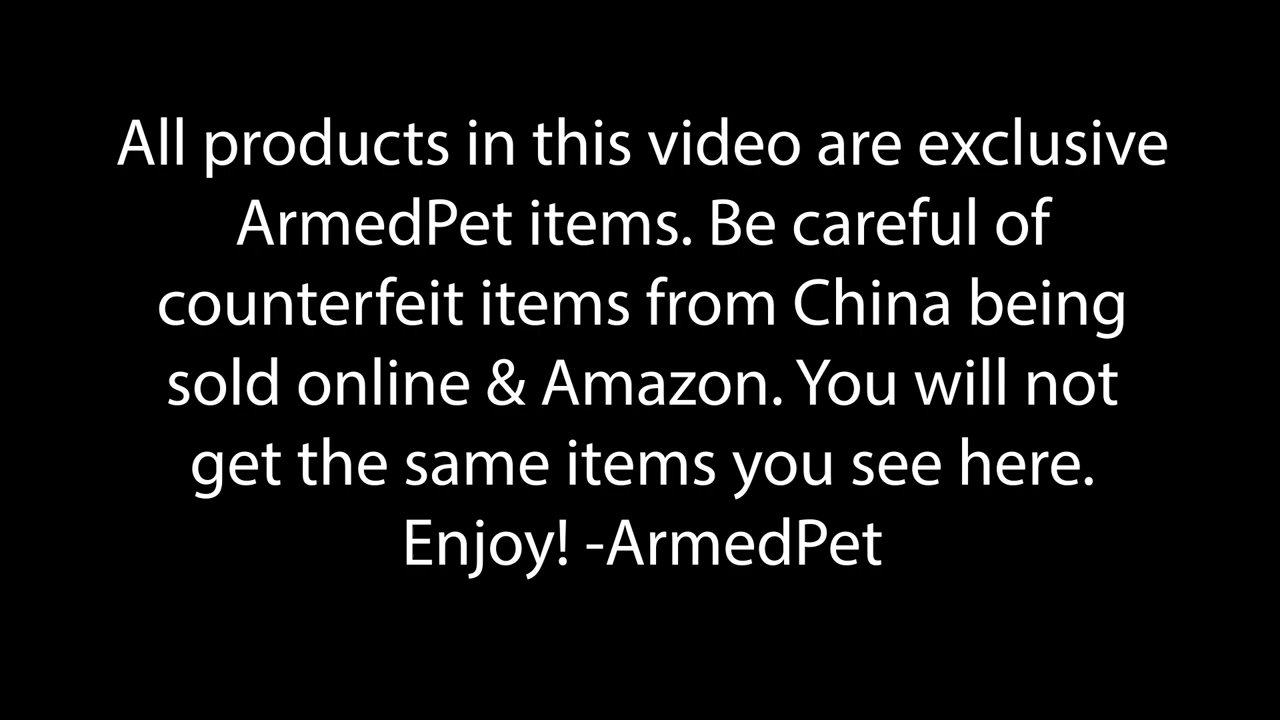 All products in this video are exclusive
ArmedPet items. Be careful of
counterfeit items from China being
sold online & Amazon. You will not
get the same items you see here.
Enjoy! -ArmedPet